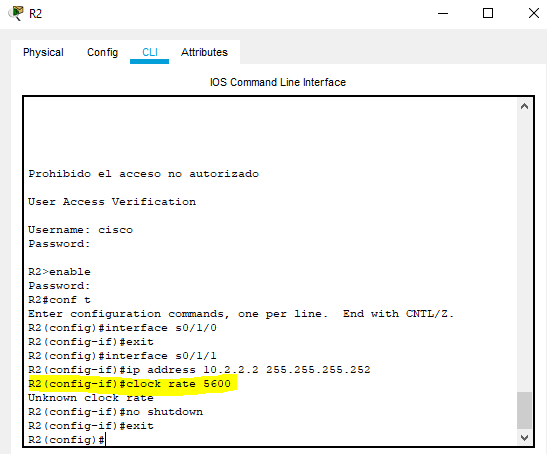 R2
Physical Config CLI Attributes
IOS Command Line Interface
Prohibido el acceso no autorizado
User Access Verification
Username: cisco
Password:
R2>enable
Password:
R2#conf t
Enter configuration commands, one per line.  End with CNTL/Z.
R2(config)#interface s0/1/0
R2(config-if)#exit
R2(config)#interface s0/1/1
R2(config-if)#ip address 10.2.2.2 255.255.255.252
R2(config-if)#clock rate 5600
Unknown clock rate
R2(config-if)#no shutdown
R2(config-if)#exit
R2(config)#